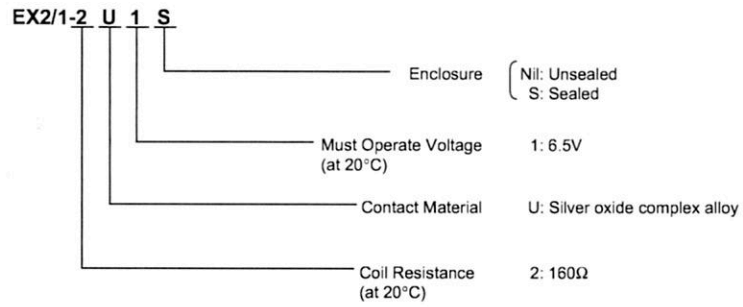 EX2/1-2 U 1 S
Enclosure Nil: Unsealed
S: Sealed
Must Operate Voltage 1: 6.5V
(at 20°C)
Contact Material U: Silver oxide complex alloy
Coil Resistance 2: 160Ω
(at 20°C)